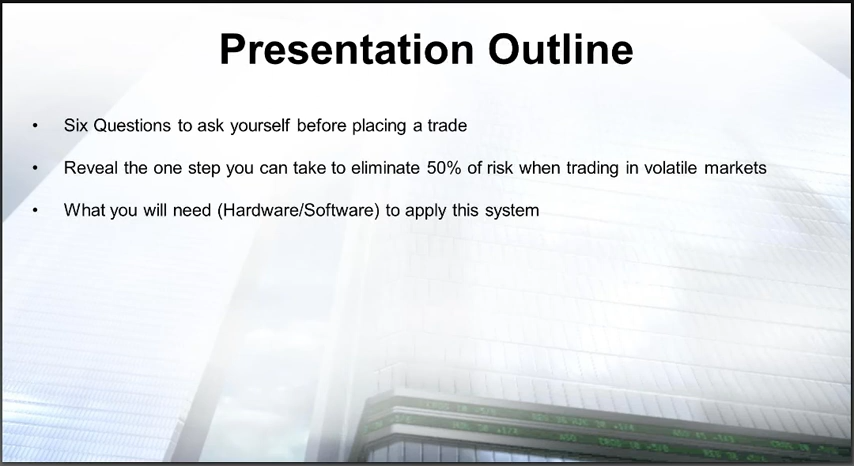 Presentation Outline
• Six Questions to ask yourself before placing a trade
• Reveal the one step you can take to eliminate 50% of risk when trading in volatile markets
• What you will need (Hardware/Software) to apply this system